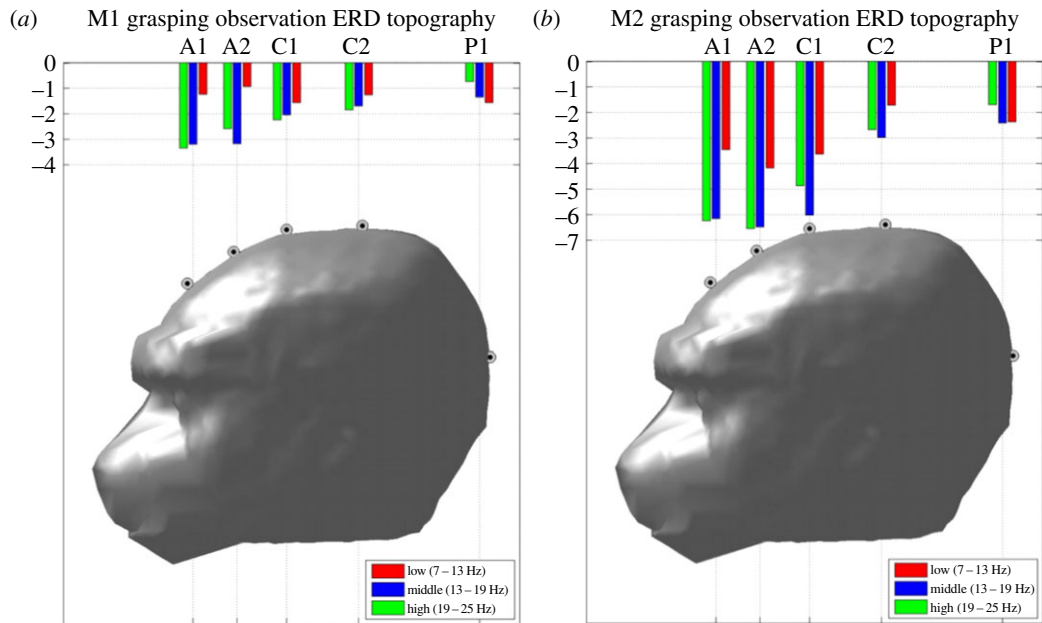 (a) M1 grasping observation ERD topography
A1 A2 C1 C2 P1
0
–1
–2
–3
–4
low (7–13 Hz)
middle (13–19 Hz)
high (19–25 Hz)
(b) M2 grasping observation ERD topography
A1 A2 C1 C2 P1
0
–1
–2
–3
–4
–5
–6
–7
low (7–13 Hz)
middle (13–19 Hz)
high (19–25 Hz)